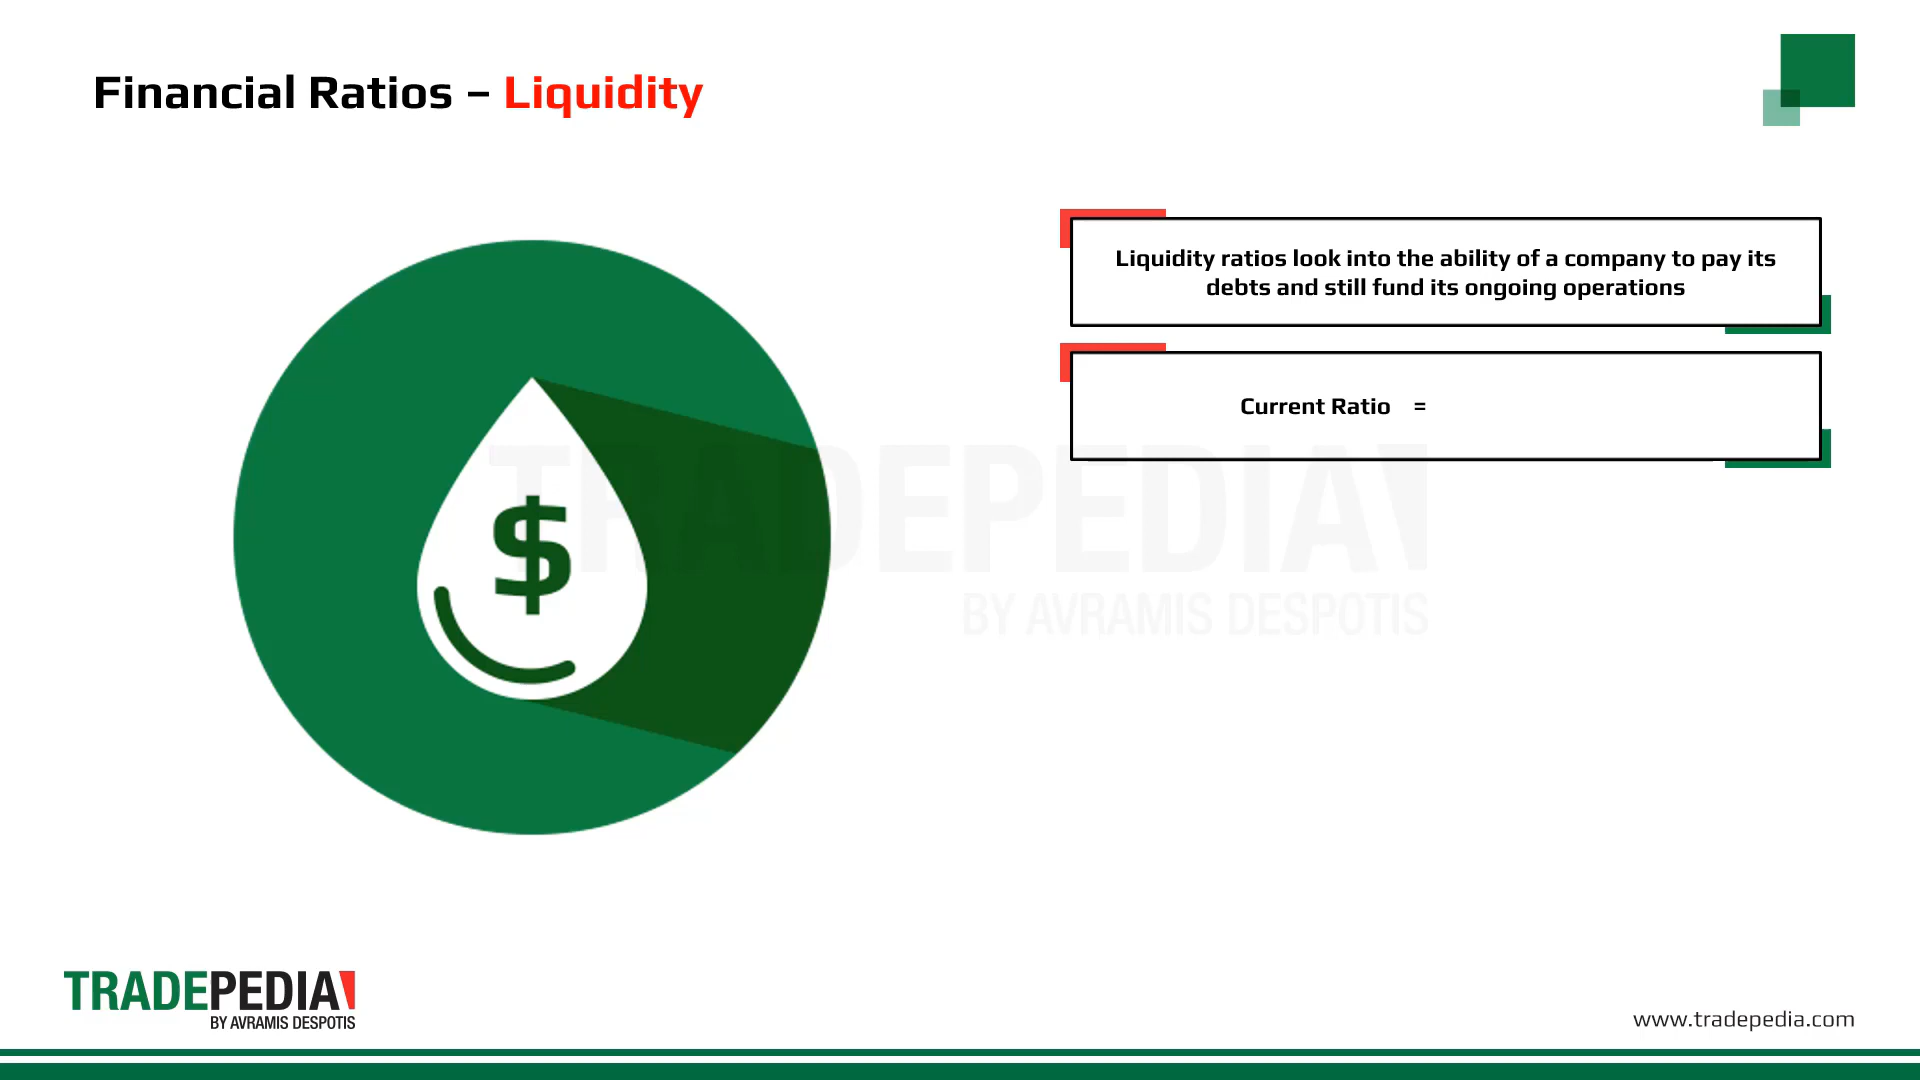 Financial Ratios – Liquidity
Liquidity ratios look into the ability of a company to pay its
debts and still fund its ongoing operations
Current Ratio =
$
TRADEPEDIA
BY AVRAMIS DESPOTIS
TRADEPEDIA
BY AVRAMIS DESPOTIS
www.tradepedia.com